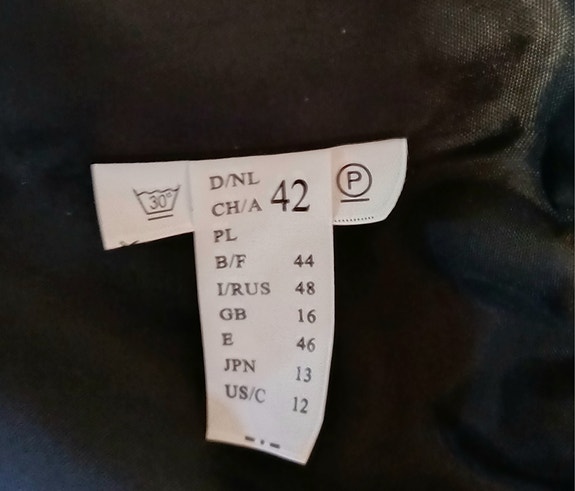 30°
D/NL
CH/A 42
PL
B/F 44
I/RUS 48
GB 16
E 46
JPN 13
US/C 12
P